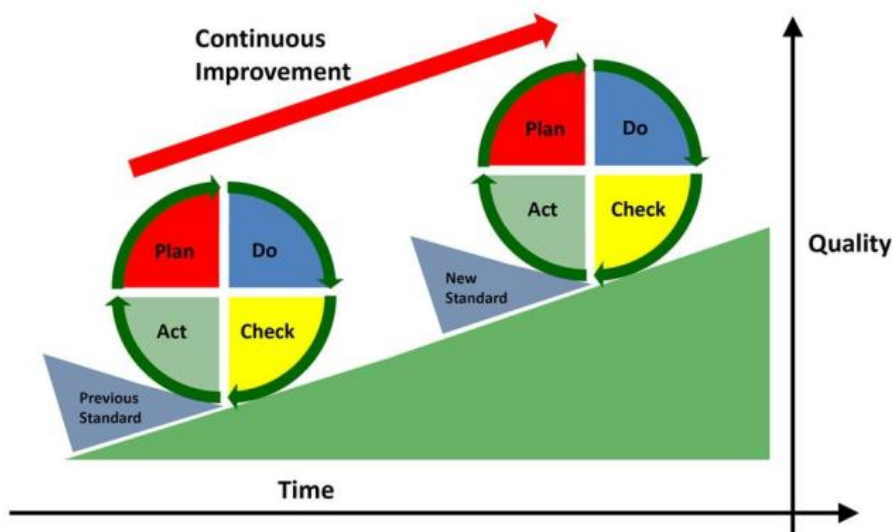 Continuous
Improvement
Plan
Do
Act
Check
New
Standard
Quality
Plan
Do
Act
Check
Previous
Standard
Time